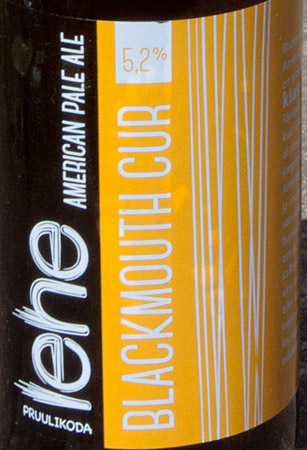 lehe
PRUULIKODA
AMERICAN PALE ALE
BLACKMOUTH CUR
5,2%